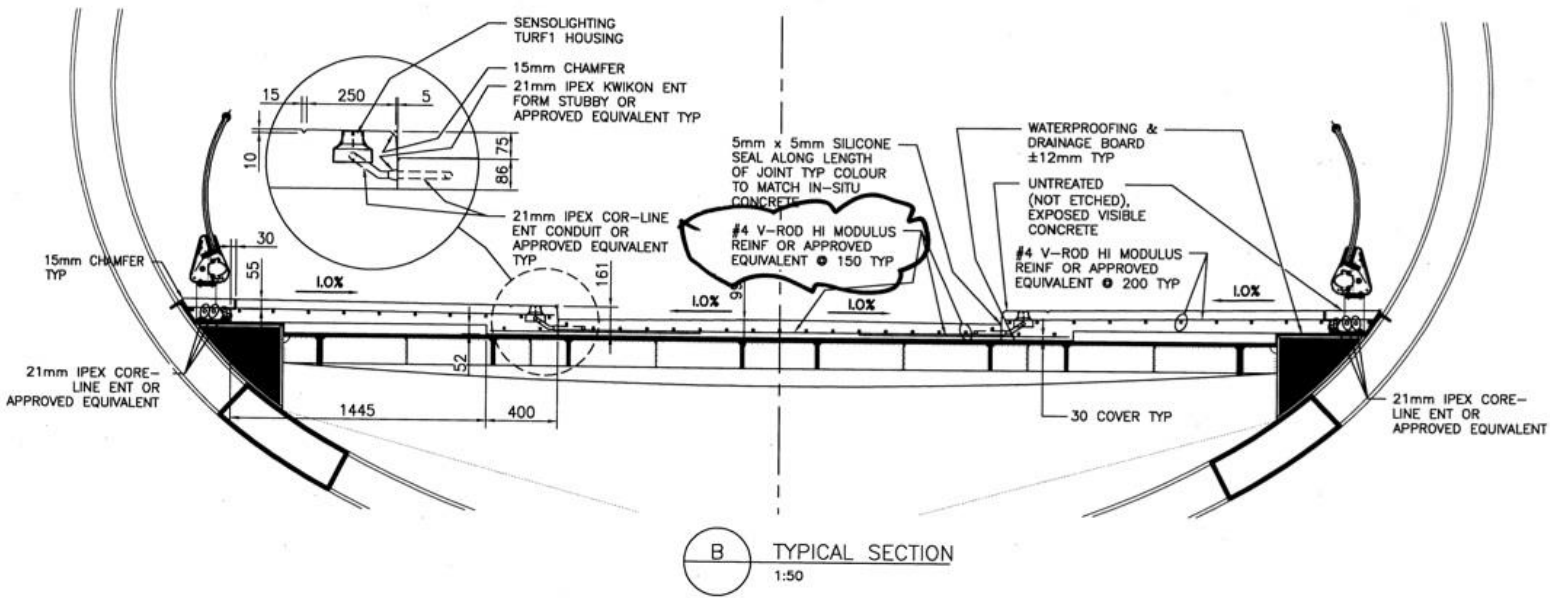 SENSOLIGHTING
TURF1 HOUSING
15mm CHAMFER
21mm IPEX KWIKON ENT
FORM STUBBY OR
APPROVED EQUIVALENT TYP
15
250
5
10
75
86
21mm IPEX COR-LINE
ENT CONDUIT OR
APPROVED EQUIVALENT
TYP
5mm x 5mm SILICONE
SEAL ALONG LENGTH
OF JOINT TYP COLOUR
TO MATCH IN-SITU
CONCRETE
#4 V-ROD HI MODULUS
REINF OR APPROVED
EQUIVALENT @ 150 TYP
WATERPROOFING &
DRAINAGE BOARD
±12mm TYP
UNTREATED
(NOT ETCHED),
EXPOSED VISIBLE
CONCRETE
#4 V-ROD HI MODULUS
REINF OR APPROVED
EQUIVALENT @ 200 TYP
30
15mm CHAMFER
TYP
55
1.0%
161
1.0%
1.0%
1.0%
52
21mm IPEX CORE-
LINE ENT OR
APPROVED EQUIVALENT
1445
400
30 COVER TYP
21mm IPEX CORE-
LINE ENT OR
APPROVED EQUIVALENT
B
TYPICAL SECTION
1:50